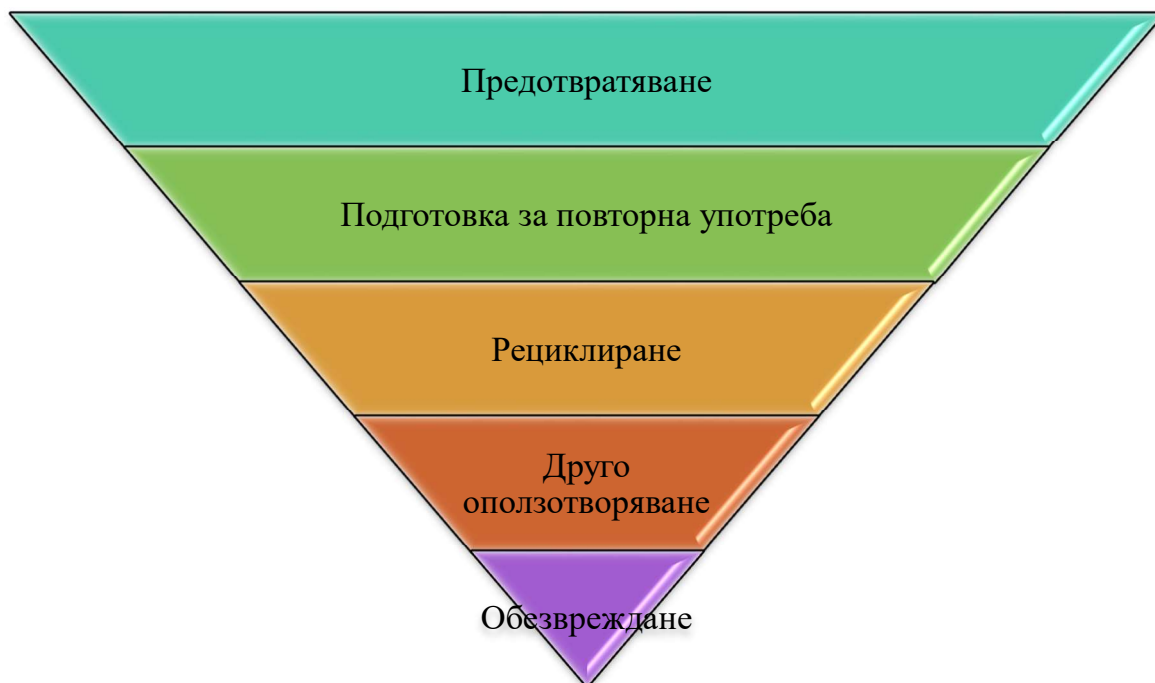 Предотвратяване
Подготовка за повторна употреба
Рециклиране
Друго
оползотворяване
Обезвреждане